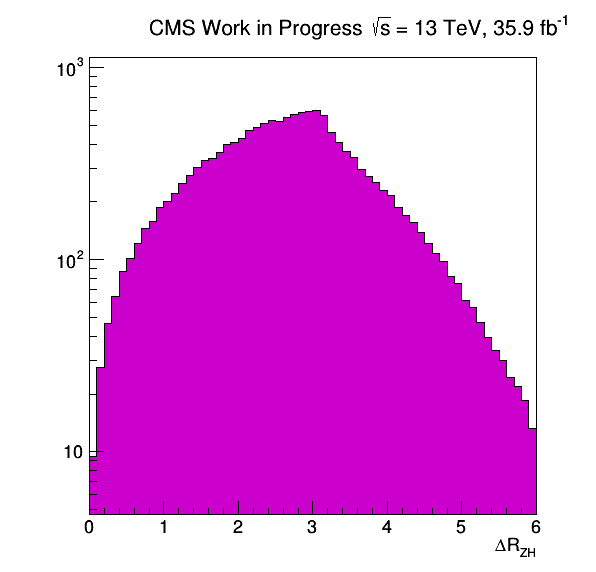 CMS Work in Progress √s = 13 TeV, 35.9 fb⁻¹
10³
10²
10
0 1 2 3 4 5 6
ΔR_ZH